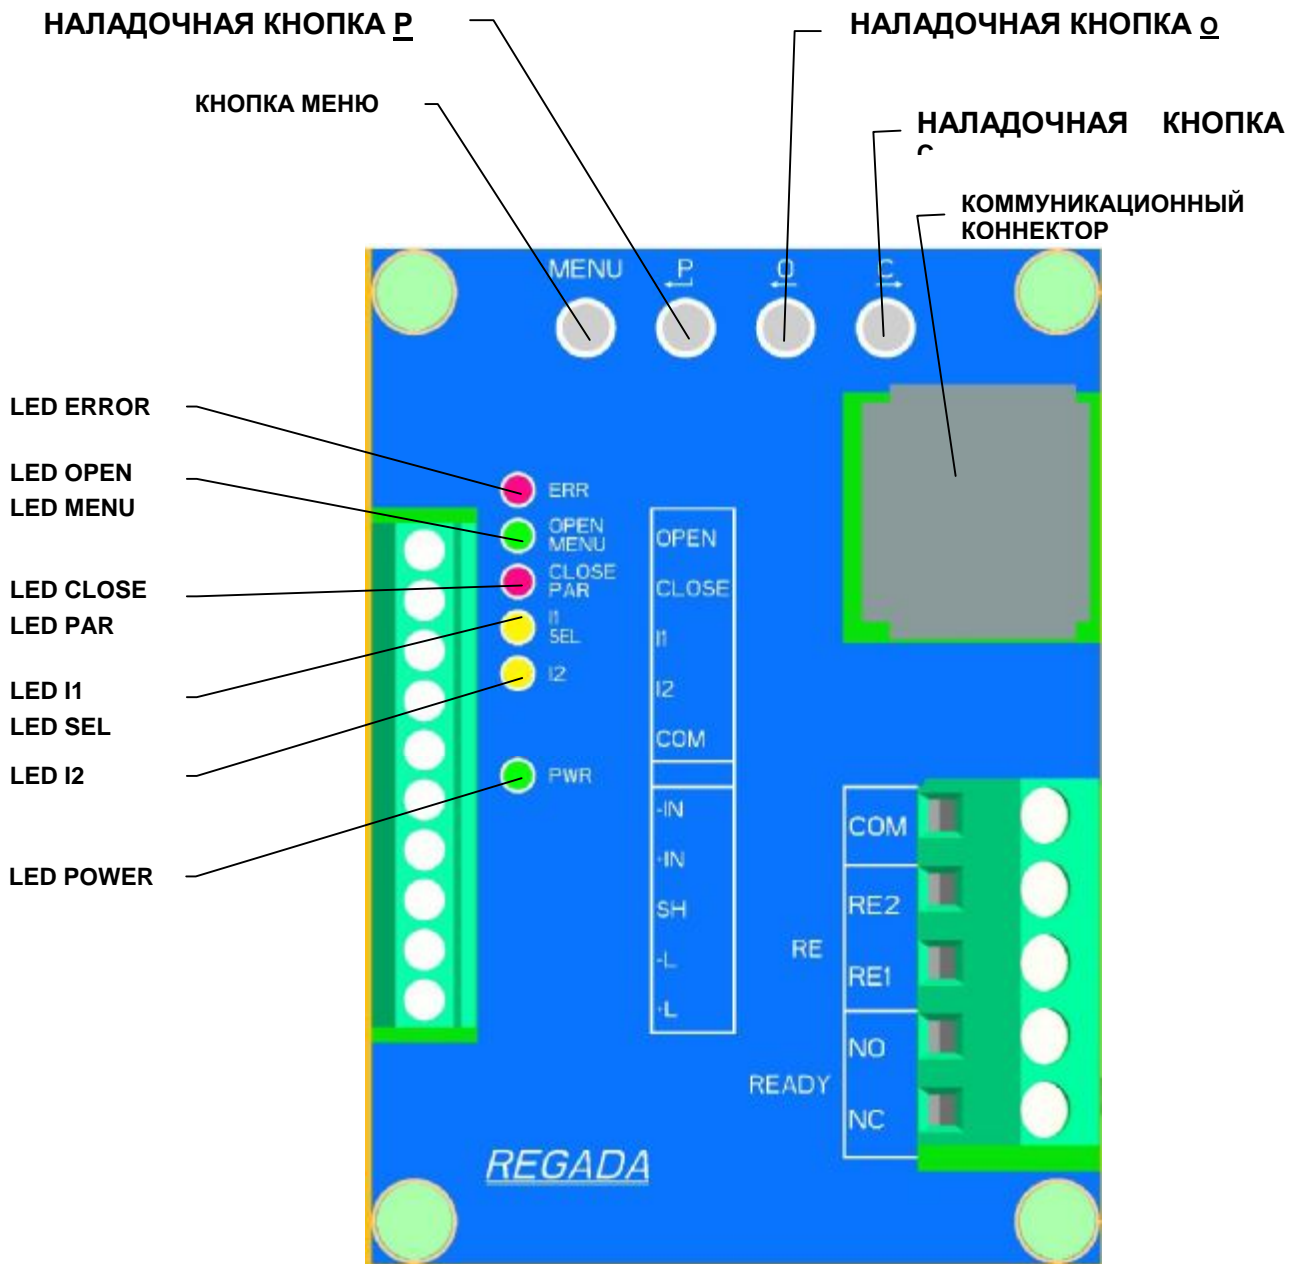 НАЛАДОЧНАЯ КНОПКА P
НАЛАДОЧНАЯ КНОПКА O
КНОПКА МЕНЮ
НАЛАДОЧНАЯ КНОПКА
C
КОММУНИКАЦИОННЫЙ
КОННЕКТОР
MENU
P
O
C
LED ERROR
LED OPEN
LED MENU
LED CLOSE
LED PAR
LED I1
LED SEL
LED I2
LED POWER
ERR
OPEN
MENU
CLOSE
PAR
I1
SEL
I2
PWR
OPEN
CLOSE
I1
I2
COM
-IN
-IN
SH
-L
-L
COM
RE2
RE
RE1
NO
READY
NC
REGADA